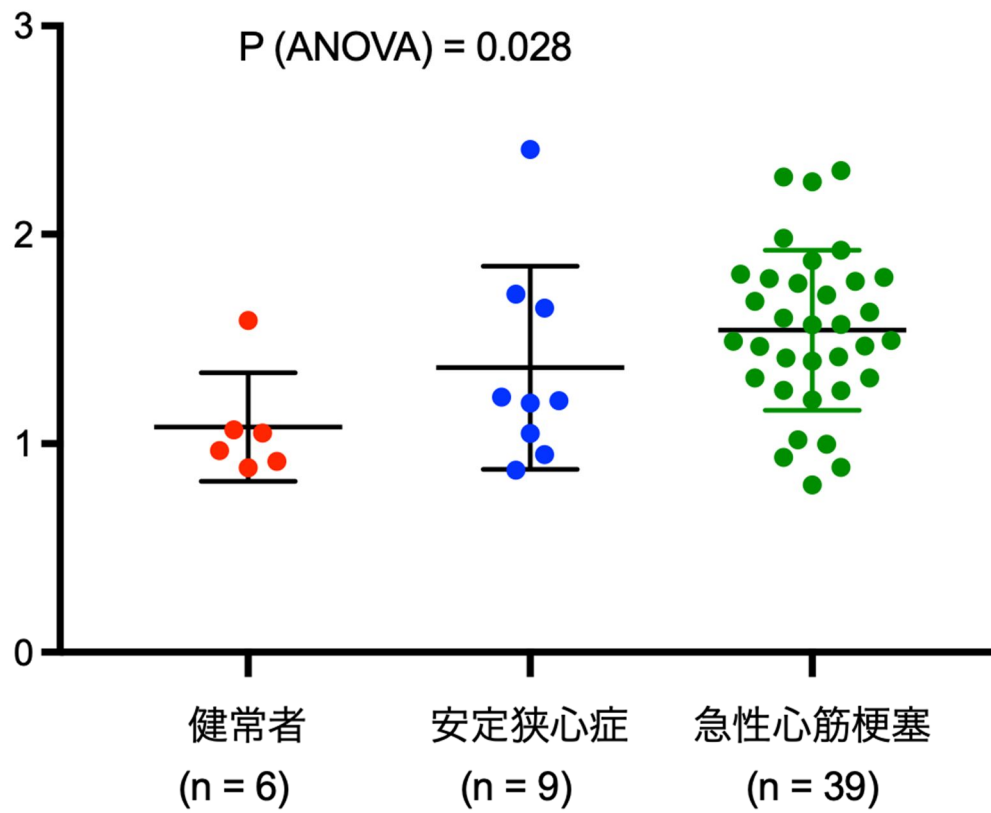 3
P (ANOVA) = 0.028
2
1
0
健常者
安定狭心症
急性心筋梗塞
(n = 6)
(n = 9)
(n = 39)